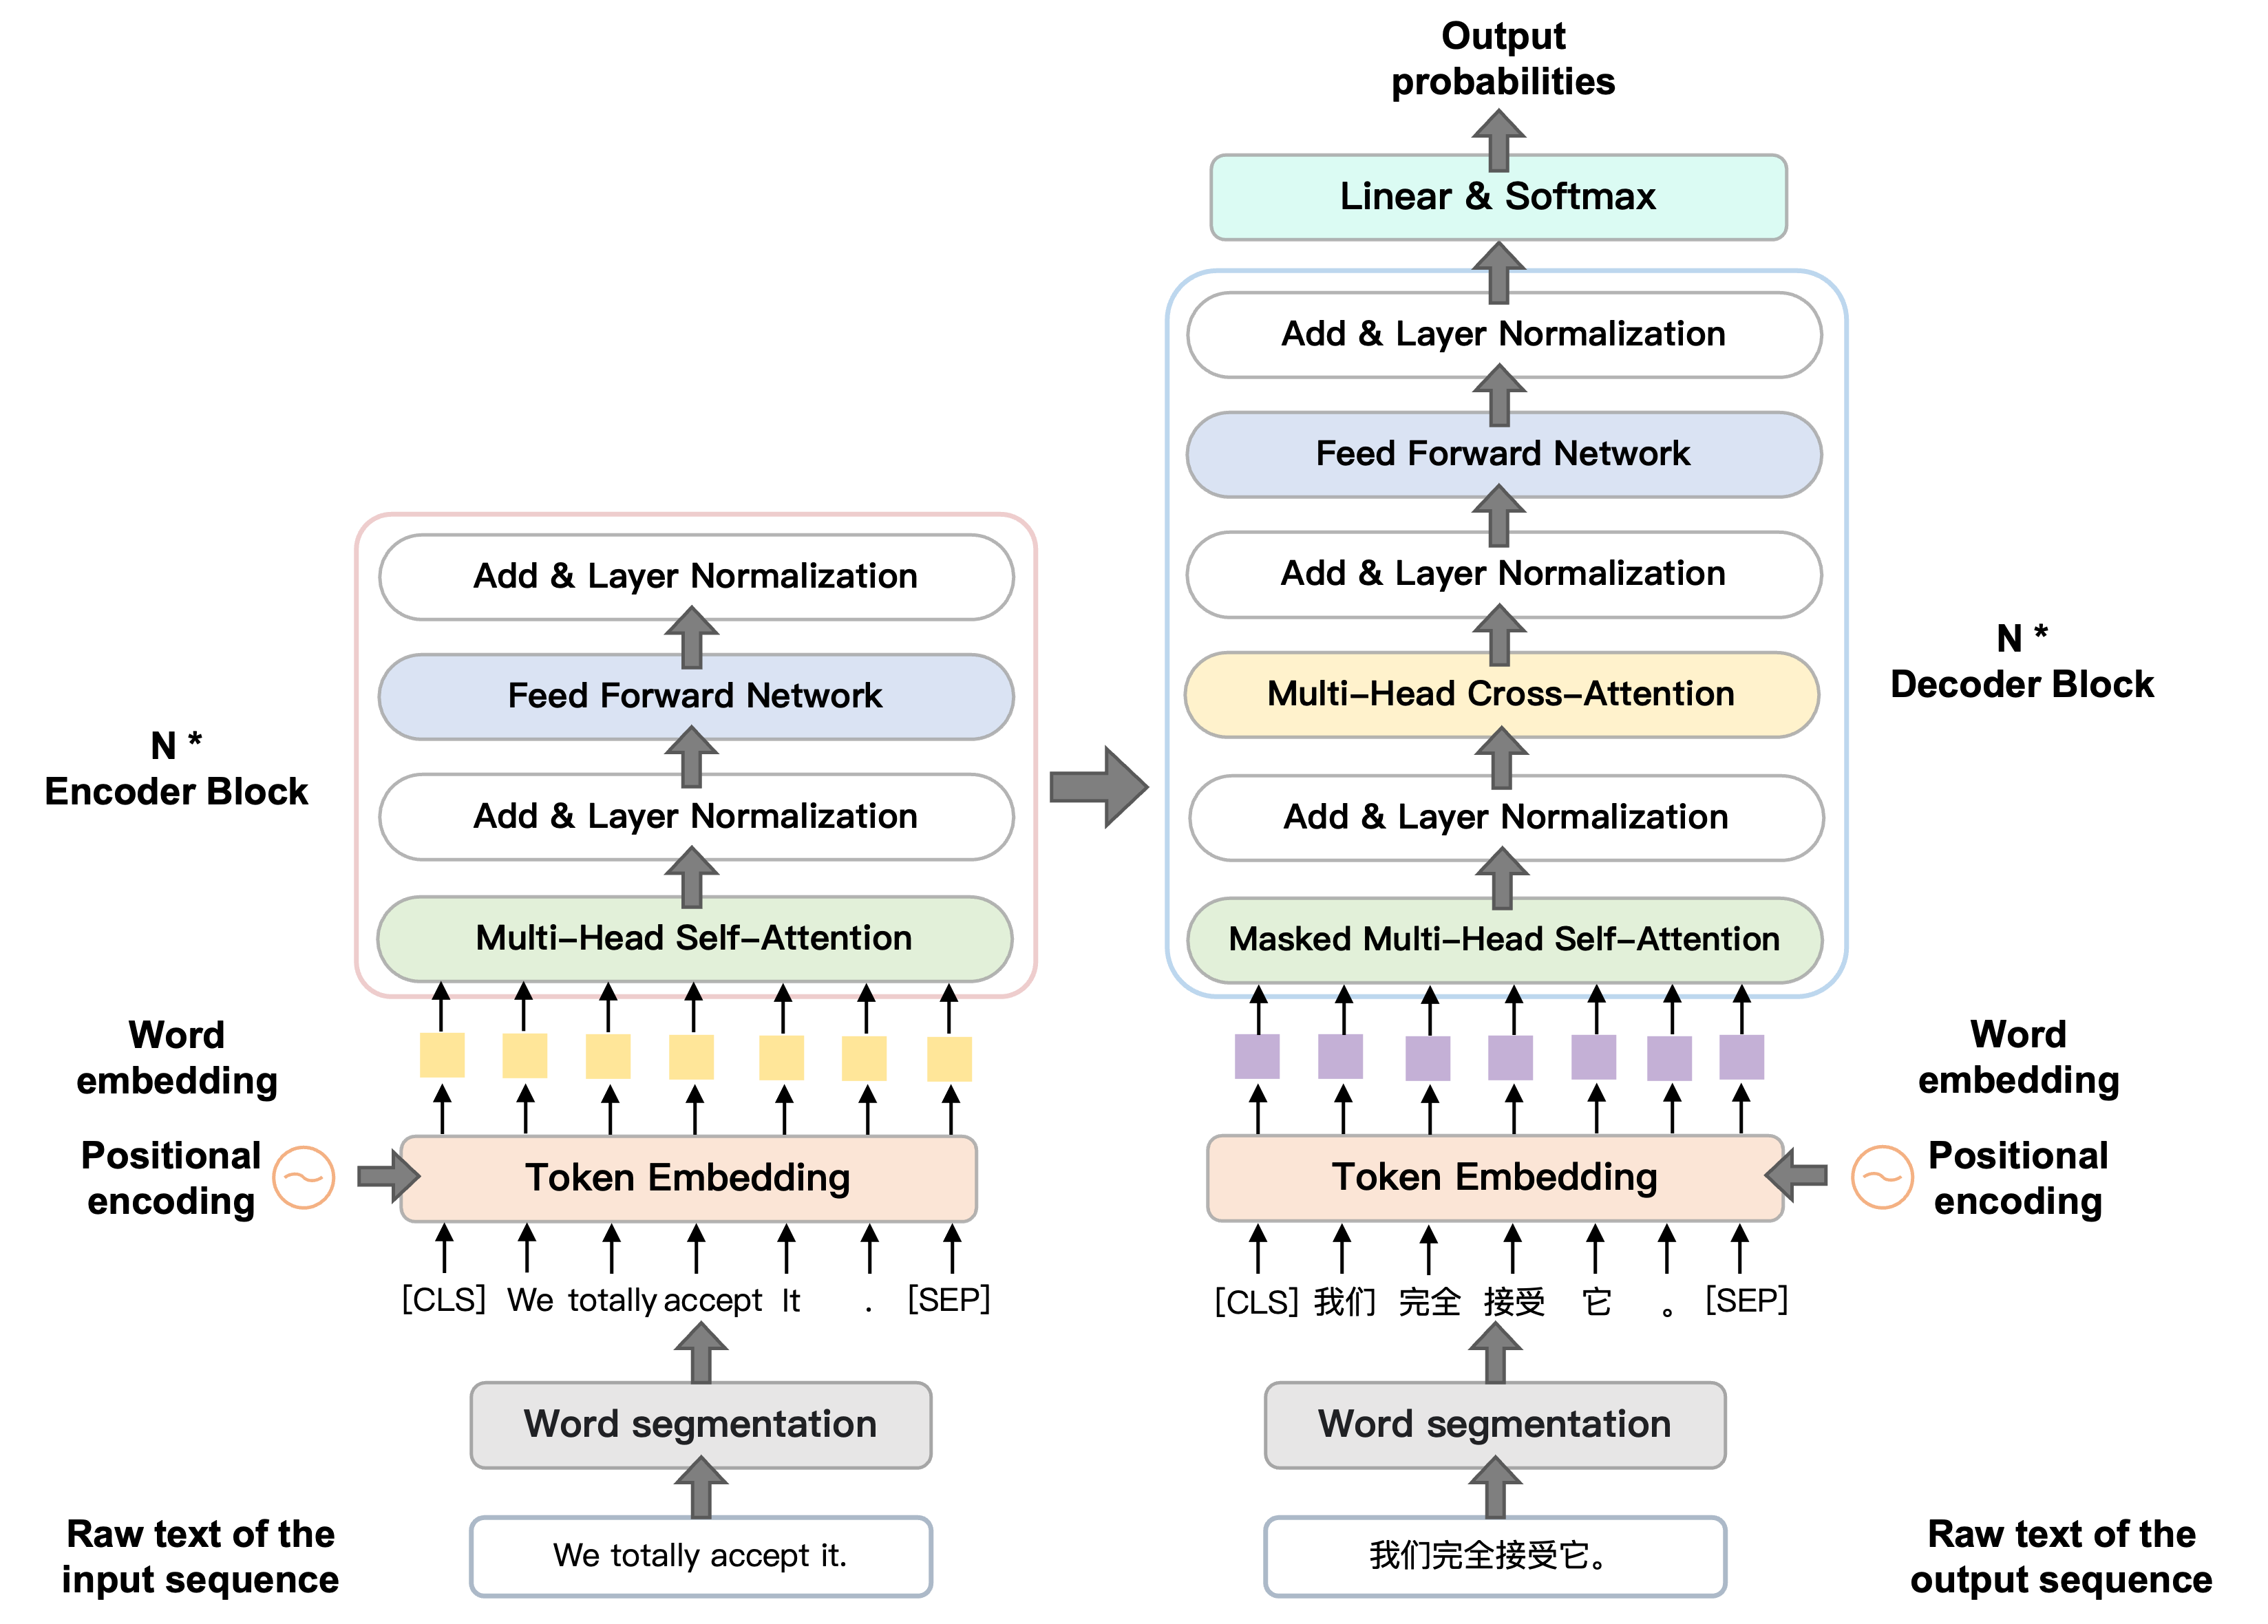 Output
probabilities
Linear & Softmax
Add & Layer Normalization
Feed Forward Network
Add & Layer Normalization
Multi-Head Cross-Attention
Add & Layer Normalization
Masked Multi-Head Self-Attention
N *
Decoder Block
Add & Layer Normalization
Feed Forward Network
Add & Layer Normalization
Multi-Head Self-Attention
N *
Encoder Block
Word
embedding
Positional
encoding
Token Embedding
[CLS] We totally accept It . [SEP]
Word segmentation
We totally accept it.
Raw text of the
input sequence
Word
embedding
Positional
encoding
Token Embedding
[CLS] 我们 完全 接受 它 。 [SEP]
Word segmentation
我们完全接受它。
Raw text of the
output sequence